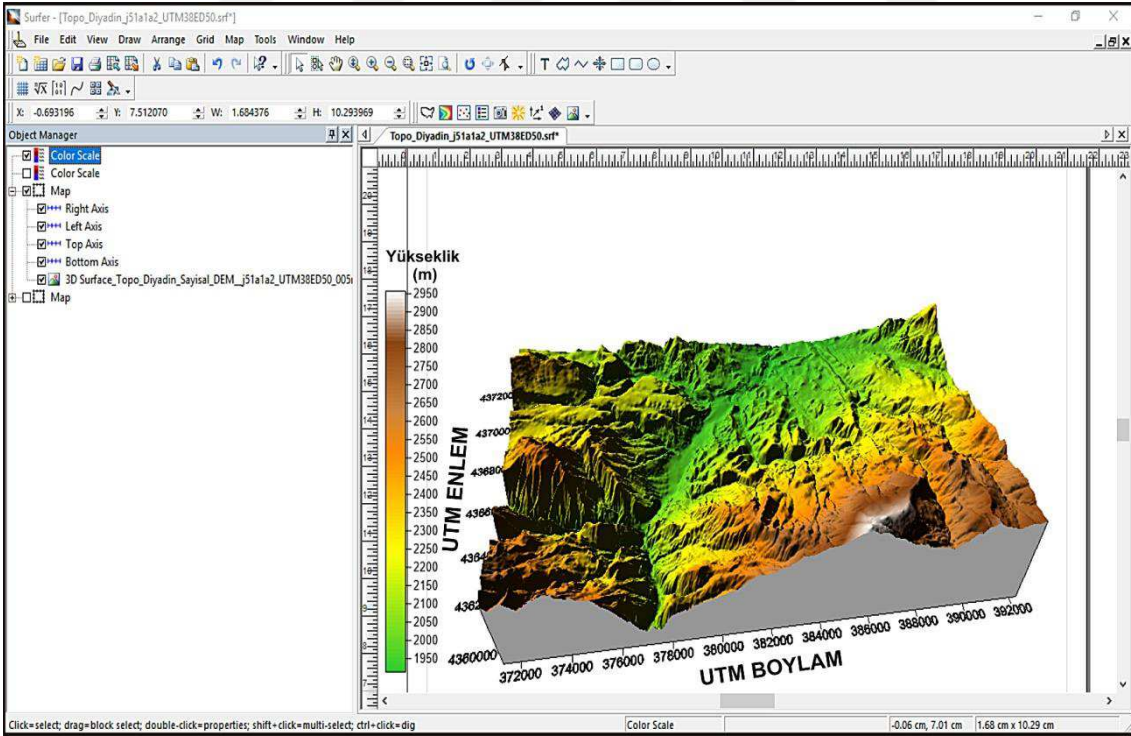 Surfer - [Topo_Diyadin_j51a1a2_UTM38ED50.srf*]
File Edit View Draw Arrange Grid Map Tools Window Help
X: -0.693196 Y: 7.512070 W: 1.684376 H: 10.293969
Object Manager
Topo_Diyadin_j51a1a2_UTM38ED50.srf*
Color Scale
Color Scale
Map
Right Axis
Left Axis
Top Axis
Bottom Axis
3D Surface_Topo_Diyadin_Sayisal_DEM__j51a1a2_UTM38ED50_005
Map
Yükseklik
(m)
2950
2900
2850
2800
2750
2700
2650
2600
2550
2500
2450
2400
2350
2300
2250
2200
2150
2100
2050
2000
1950
UTM ENLEM
4360000
372000 374000 376000 378000 380000 382000 384000 386000 388000 390000 392000
UTM BOYLAM
Click=select; drag=block select; double-click=properties; shift+click=multi-select; ctrl+click=dig
Color Scale
-0.06 cm, 7.01 cm
1.68 cm x 10.29 cm